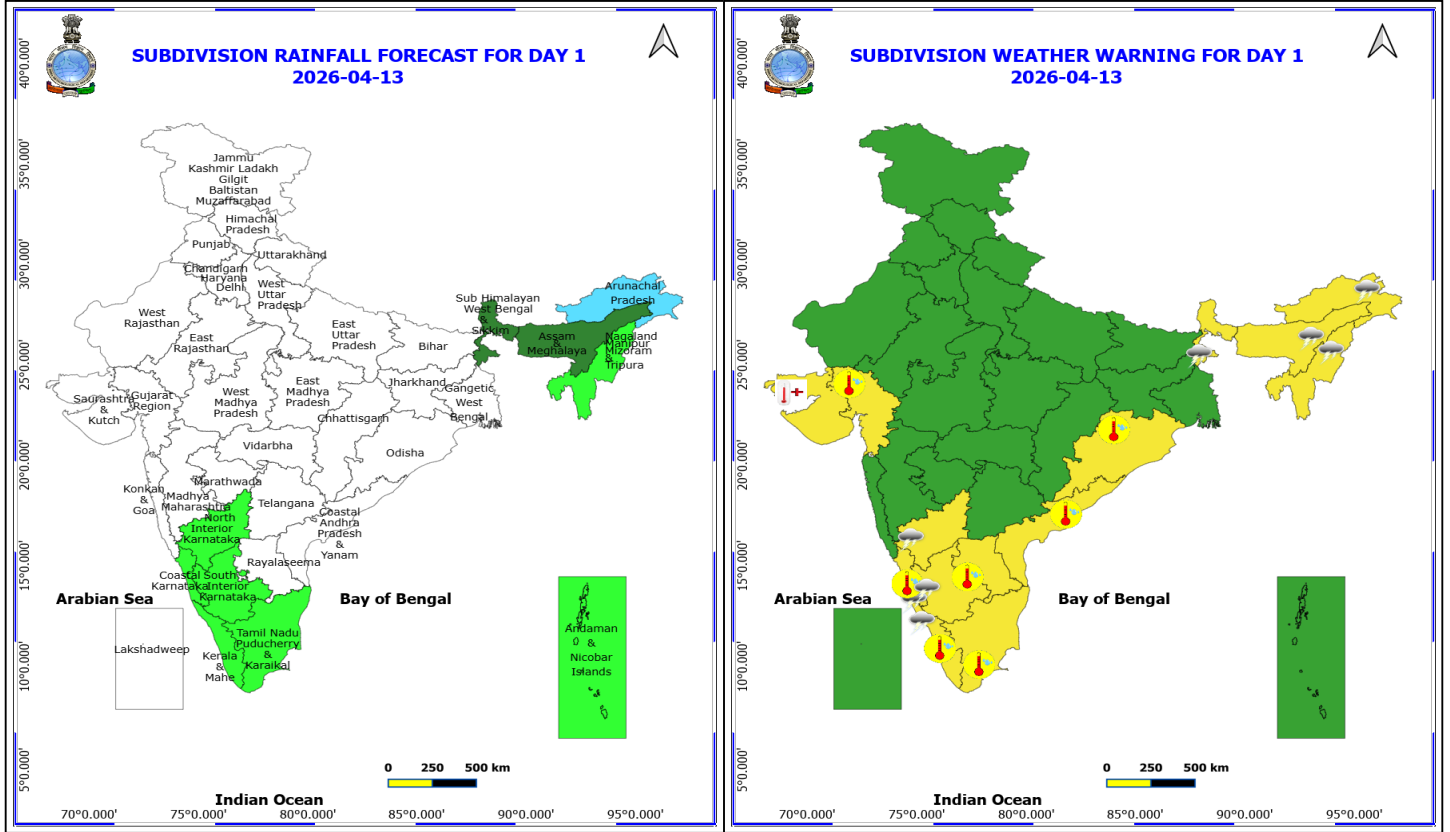 SUBDIVISION RAINFALL FORECAST FOR DAY 1
2026-04-13
40°0.000'
35°0.000'
30°0.000'
25°0.000'
20°0.000'
15°0.000'
10°0.000'
5°0.000'
Jammu
Kashmir Ladakh
Gilgit
Baltistan
Muzaffarabad
Himachal
Pradesh
Punjab
Uttarakhand
Chandigarh
Haryana
Delhi
West
Uttar
Pradesh
West
Rajasthan
East
Rajasthan
East
Uttar
Pradesh
Bihar
Sub Himalayan
West Bengal
&
Sikkim
Arunachal
Pradesh
Assam
&
Meghalaya
Nagaland
Manipur
Mizoram
&
Tripura
Saurashtra
&
Kutch
Gujarat
Region
West
Madhya
Pradesh
East
Madhya
Pradesh
Jharkhand
Gangetic
West
Bengal
Chhattisgarh
Vidarbha
Odisha
Konkan
&
Goa
Madhya
Maharashtra
Marathwada
Telangana
North
Interior
Karnataka
Coastal
Andhra
Pradesh
&
Yanam
Rayalaseema
Coastal
Karnataka
South
Interior
Karnataka
Arabian Sea
Bay of Bengal
Lakshadweep
Kerala
&
Mahe
Tamil Nadu
Puducherry
&
Karaikal
Andaman
&
Nicobar
Islands
0 250 500 km
Indian Ocean
70°0.000' 75°0.000' 80°0.000' 85°0.000' 90°0.000' 95°0.000'
SUBDIVISION WEATHER WARNING FOR DAY 1
2026-04-13
40°0.000'
35°0.000'
30°0.000'
25°0.000'
20°0.000'
15°0.000'
10°0.000'
5°0.000'
Arabian Sea
Bay of Bengal
0 250 500 km
Indian Ocean
70°0.000' 75°0.000' 80°0.000' 85°0.000' 90°0.000' 95°0.000'